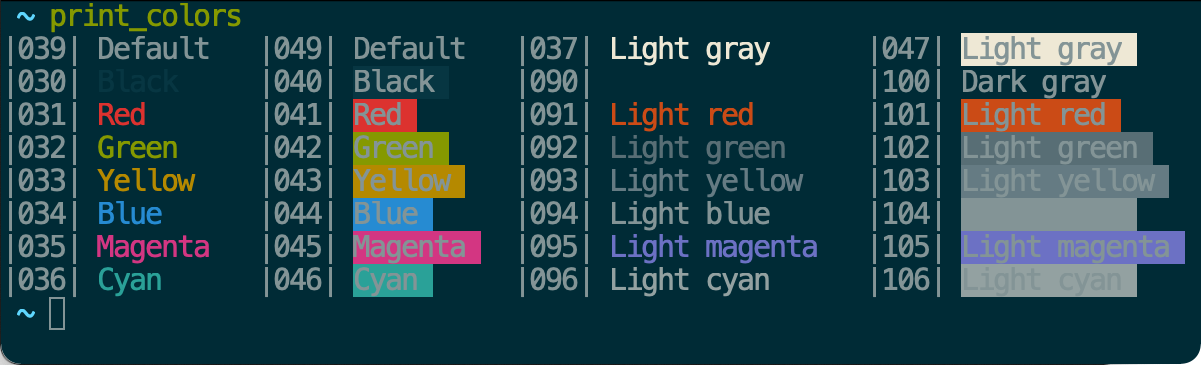 ~ print_colors
|039| Default |049| Default |037| Light gray |047| Light gray
|030| Black |040| Black |090| |100| Dark gray
|031| Red |041| Red |091| Light red |101| Light red
|032| Green |042| Green |092| Light green |102| Light green
|033| Yellow |043| Yellow |093| Light yellow |103| Light yellow
|034| Blue |044| Blue |094| Light blue |104|
|035| Magenta |045| Magenta |095| Light magenta |105| Light magenta
|036| Cyan |046| Cyan |096| Light cyan |106| Light cyan
~